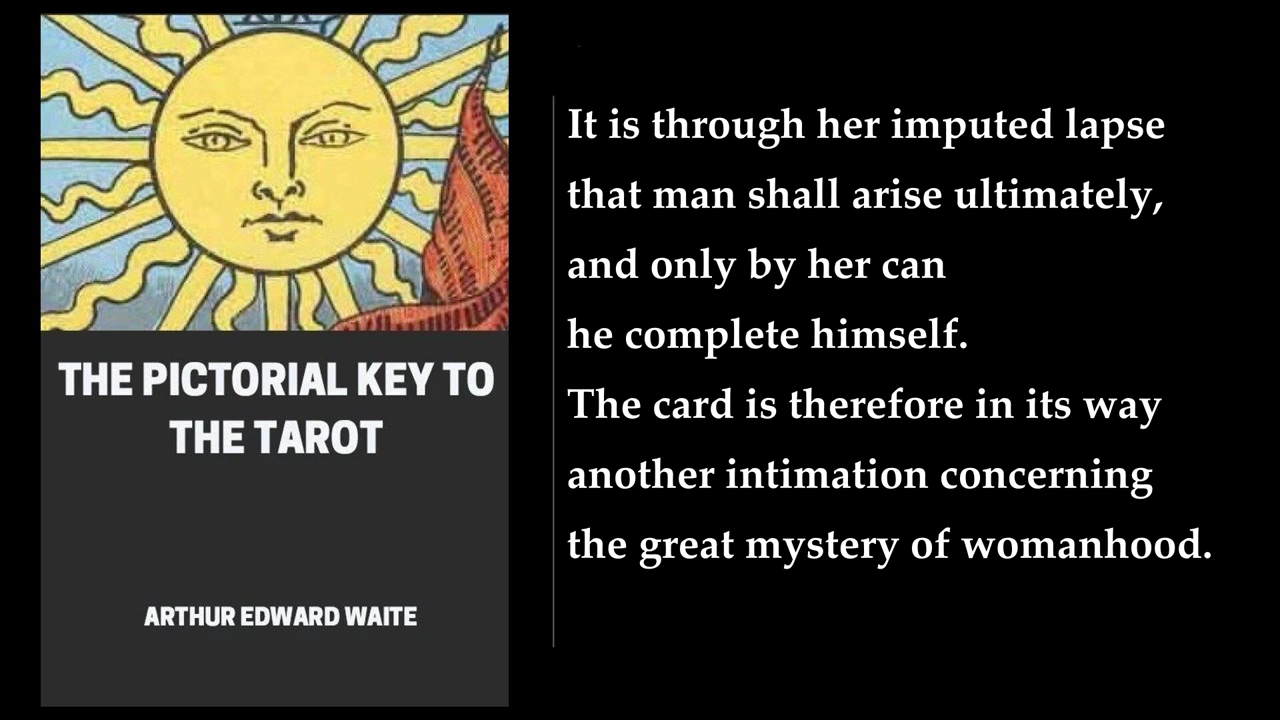 XIX
THE PICTORIAL KEY TO
THE TAROT
ARTHUR EDWARD WAITE
It is through her imputed lapse
that man shall arise ultimately,
and only by her can
he complete himself.
The card is therefore in its way
another intimation concerning
the great mystery of womanhood.